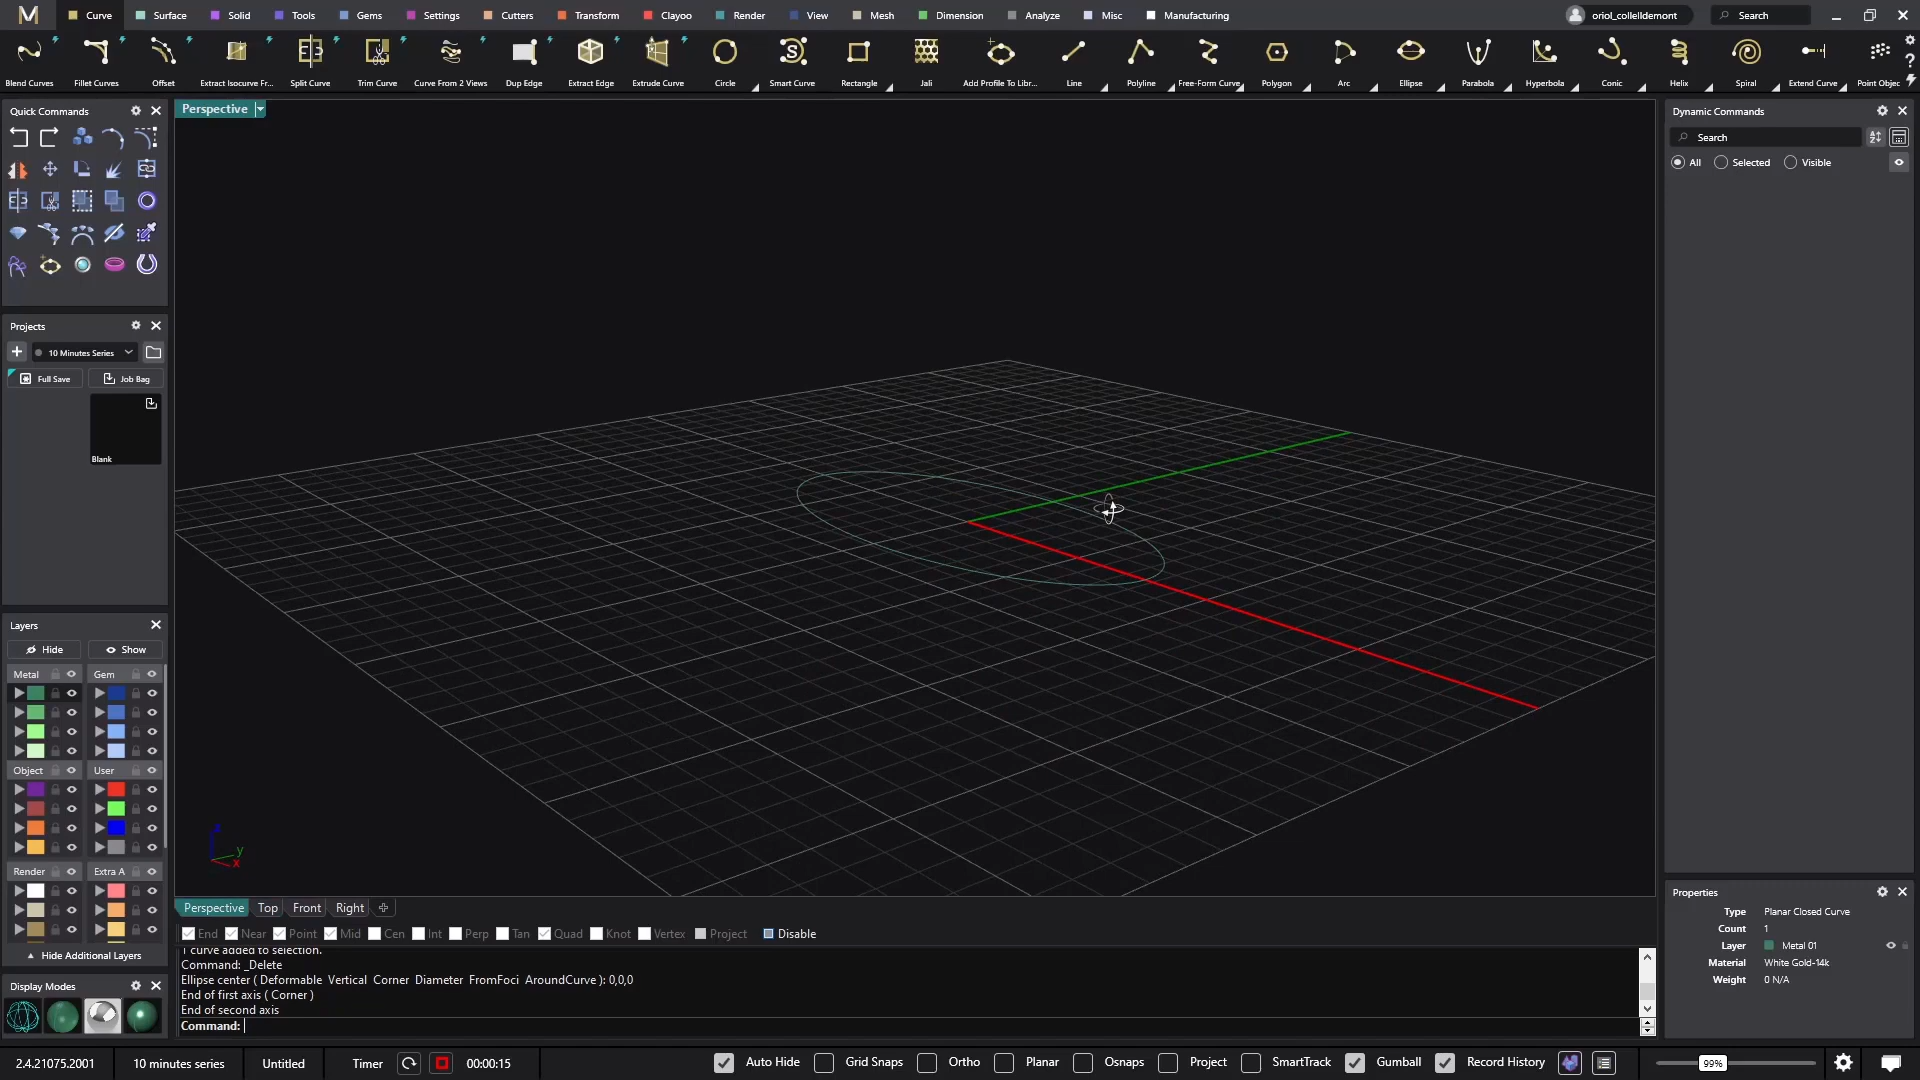 M Curve Surface Solid Tools Gems Settings Cutters Transform Clayoo Render View Mesh Dimension Analyze Misc Manufacturing oriol_collelldemont Search
Blend Curves Fillet Curves Offset Extract Isocurve Fr... Split Curve Trim Curve Curve From 2 Views Dup Edge Extract Edge Extrude Curve Circle Smart Curve Rectangle Jali Add Profile To Libr... Line Polyline Free-Form Curve Polygon Arc Ellipse Parabola Hyperbola Conic Helix Spiral Extend Curve Point Objec
Quick Commands
Perspective
Dynamic Commands
Search
All Selected Visible
Projects
10 Minutes Series
Full Save Job Bag
Blank
Layers
Hide Show
Metal Gem
Object User
Render Extra A
Hide Additional Layers
z
y
x
Perspective Top Front Right
End Near Point Mid Cen Int Perp Tan Quad Knot Vertex Project Disable
1 curve added to selection.
Command: _Delete
Ellipse center ( Deformable Vertical Corner Diameter FromFoci AroundCurve ): 0,0,0
End of first axis ( Corner )
End of second axis
Command:
Properties
Type Planar Closed Curve
Count 1
Layer Metal 01
Material White Gold-14k
Weight 0 N/A
Display Modes
2.4.21075.2001 10 minutes series Untitled Timer 00:00:15 Auto Hide Grid Snaps Ortho Planar Osnaps Project SmartTrack Gumball Record History 99%